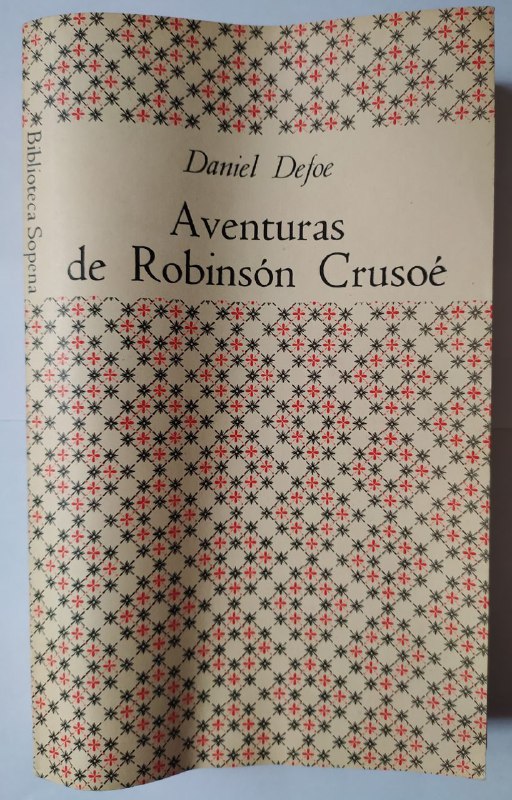 Biblioteca Sopena
Daniel Defoe
Aventuras
de Robinsón Crusoé